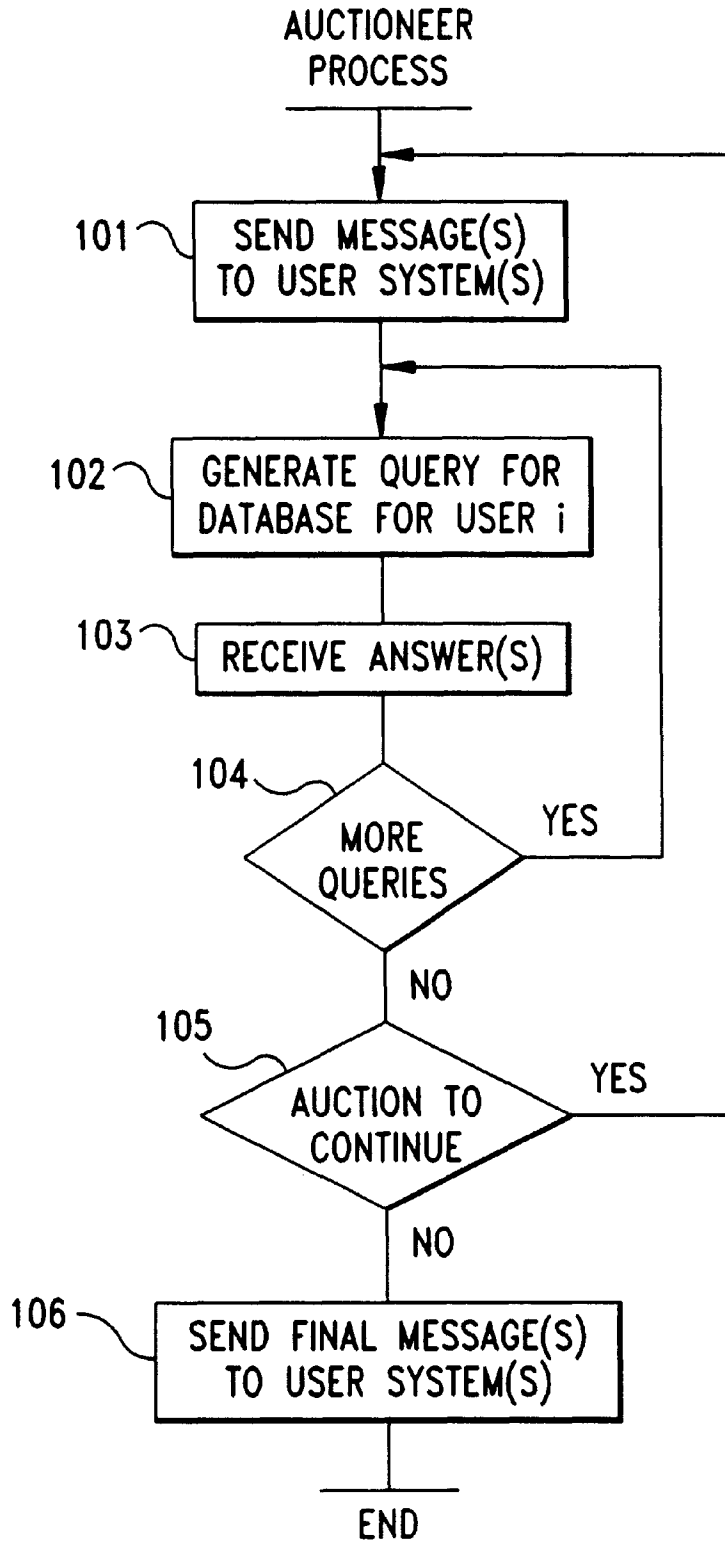 AUCTIONEER
PROCESS
101
SEND MESSAGE(S)
TO USER SYSTEM(S)
102
GENERATE QUERY FOR
DATABASE FOR USER i
103
RECEIVE ANSWER(S)
104
MORE
QUERIES
YES
NO
105
AUCTION TO
CONTINUE
YES
NO
106
SEND FINAL MESSAGE(S)
TO USER SYSTEM(S)
END